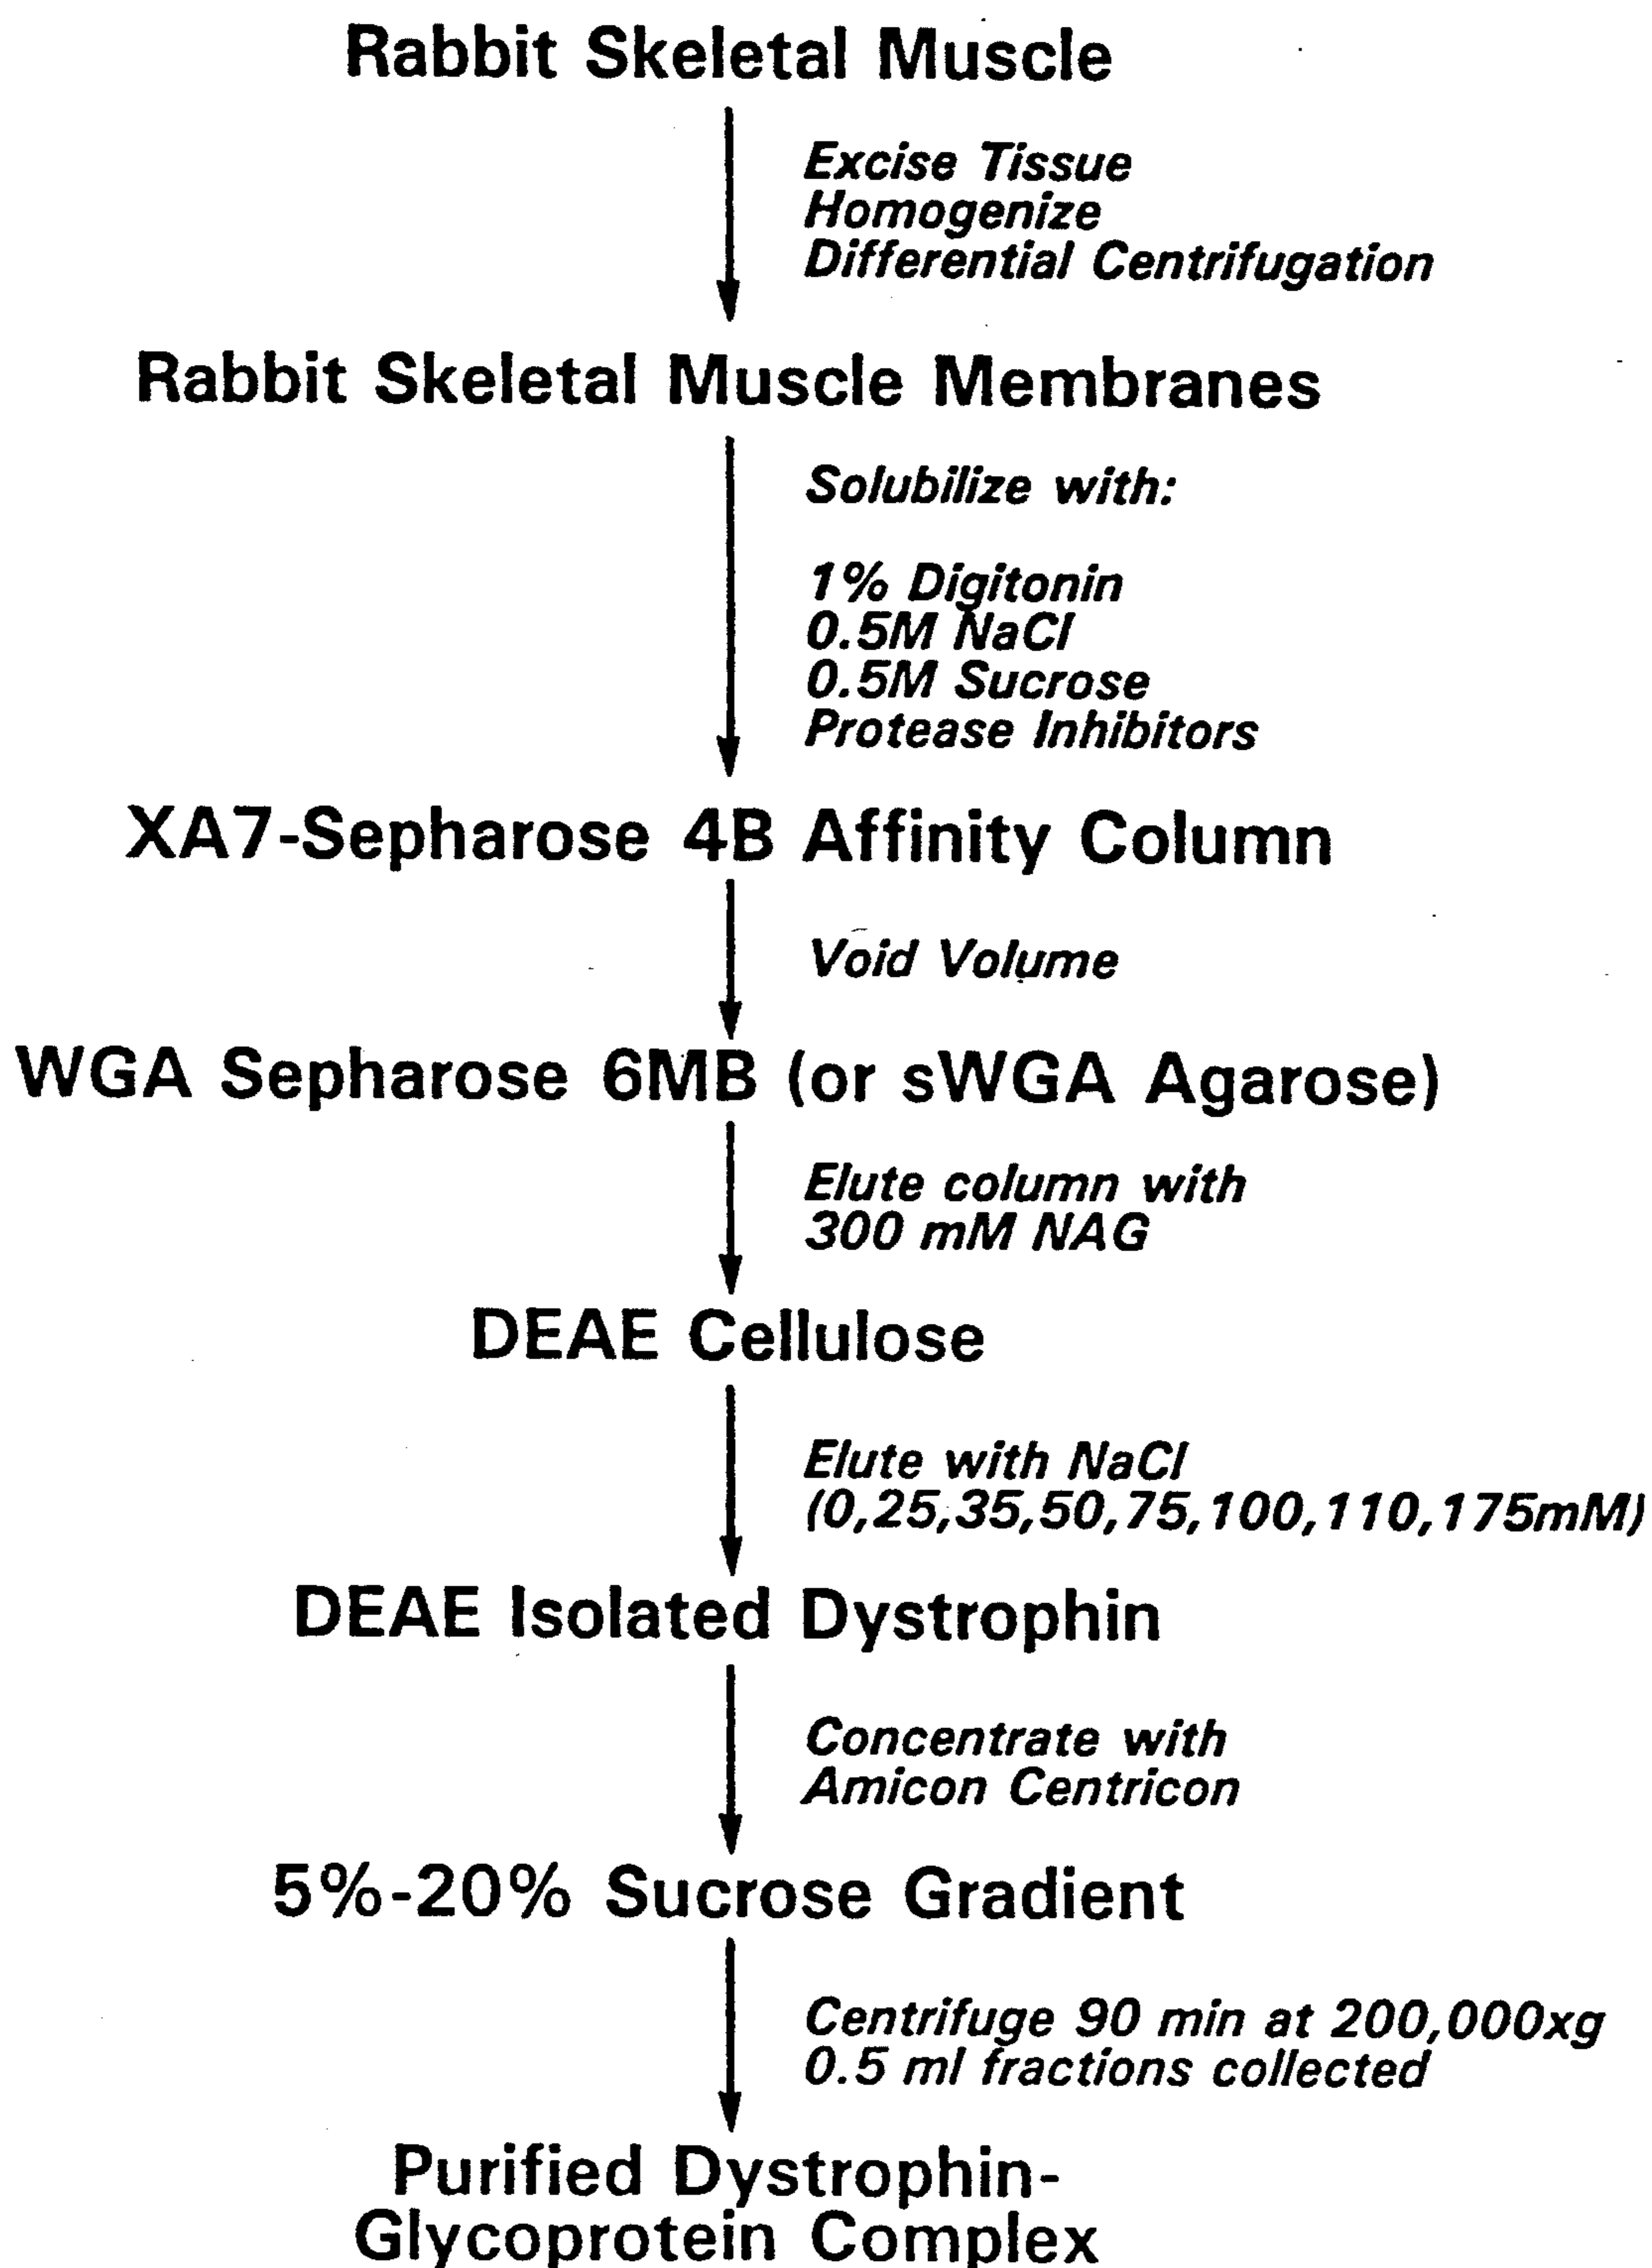 Rabbit Skeletal Muscle
Excise Tissue
Homogenize
Differential Centrifugation
Rabbit Skeletal Muscle Membranes
Solubilize with:
1% Digitonin
0.5M NaCl
0.5M Sucrose
Protease Inhibitors
XA7-Sepharose 4B Affinity Column
Void Volume
WGA Sepharose 6MB (or sWGA Agarose)
Elute column with
300 mM NAG
DEAE Cellulose
Elute with NaCl
(0,25,35,50,75,100,110,175mM)
DEAE Isolated Dystrophin
Concentrate with
Amicon Centricon
5%-20% Sucrose Gradient
Centrifuge 90 min at 200,000xg
0.5 ml fractions collected
Purified Dystrophin-
Glycoprotein Complex